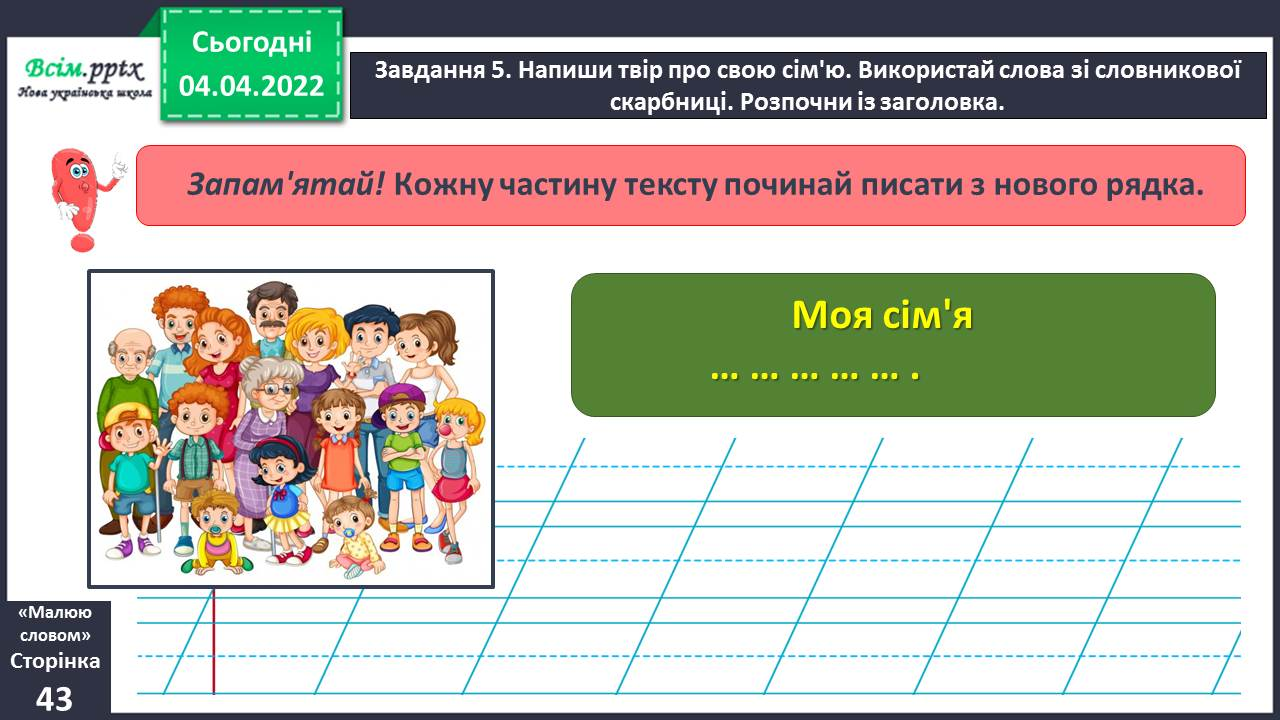 Сьогодні
04.04.2022
Всім.pptx
Нова українська школа
Завдання 5. Напиши твір про свою сім'ю. Використай слова зі словникової
скарбниці. Розпочни із заголовка.
Запам'ятай! Кожну частину тексту починай писати з нового рядка.
Моя сім'я
... ... ... ... ... .
«Малюю
словом»
Сторінка
43